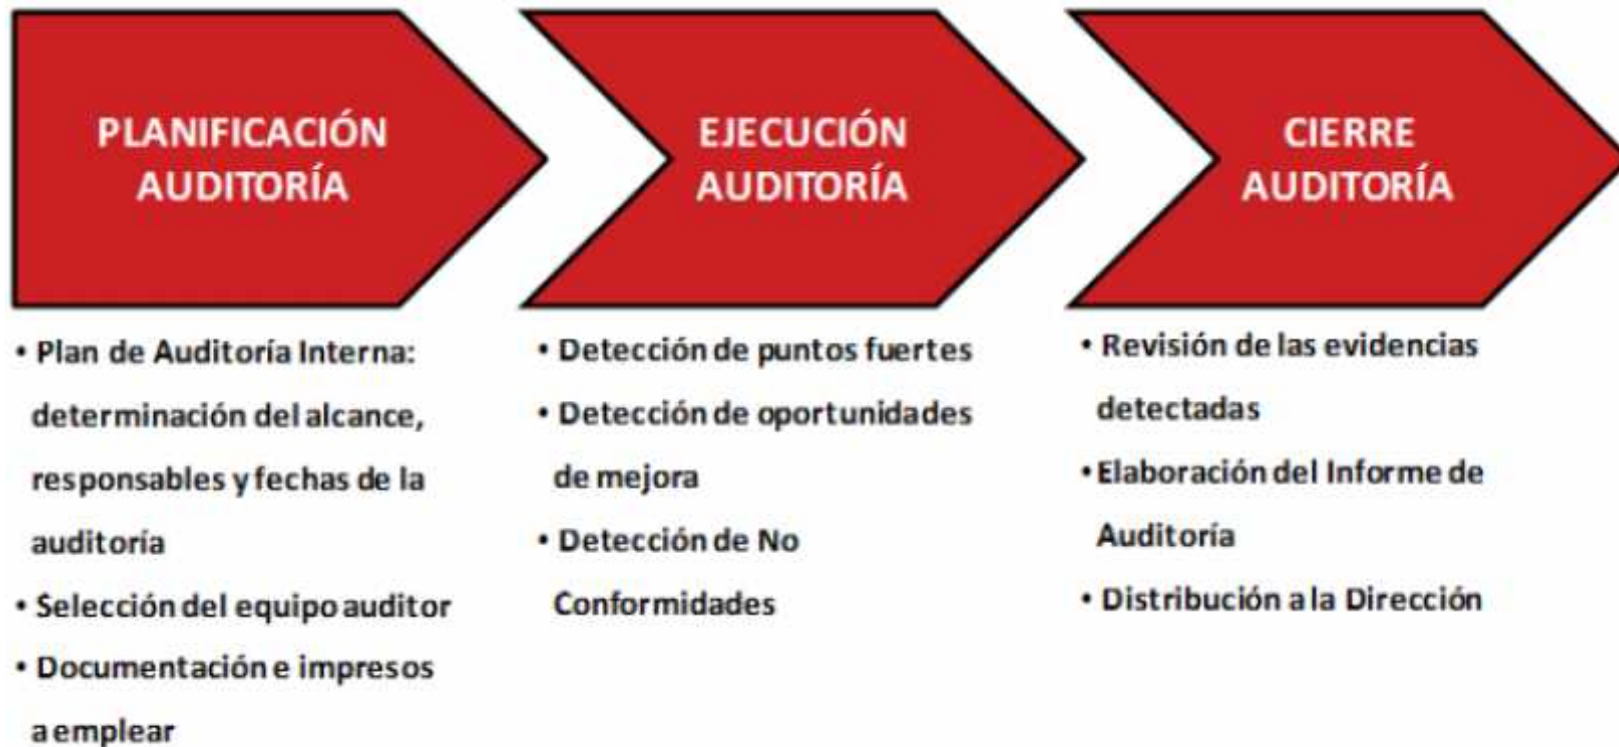 PLANIFICACIÓN
AUDITORÍA
• Plan de Auditoría Interna:
determinación del alcance,
responsables y fechas de la
auditoría
• Selección del equipo auditor
• Documentación e impresos
a emplear
EJECUCIÓN
AUDITORÍA
• Detección de puntos fuertes
• Detección de oportunidades
de mejora
• Detección de No
Conformidades
CIERRE
AUDITORÍA
• Revisión de las evidencias
detectadas
• Elaboración del Informe de
Auditoría
• Distribución a la Dirección